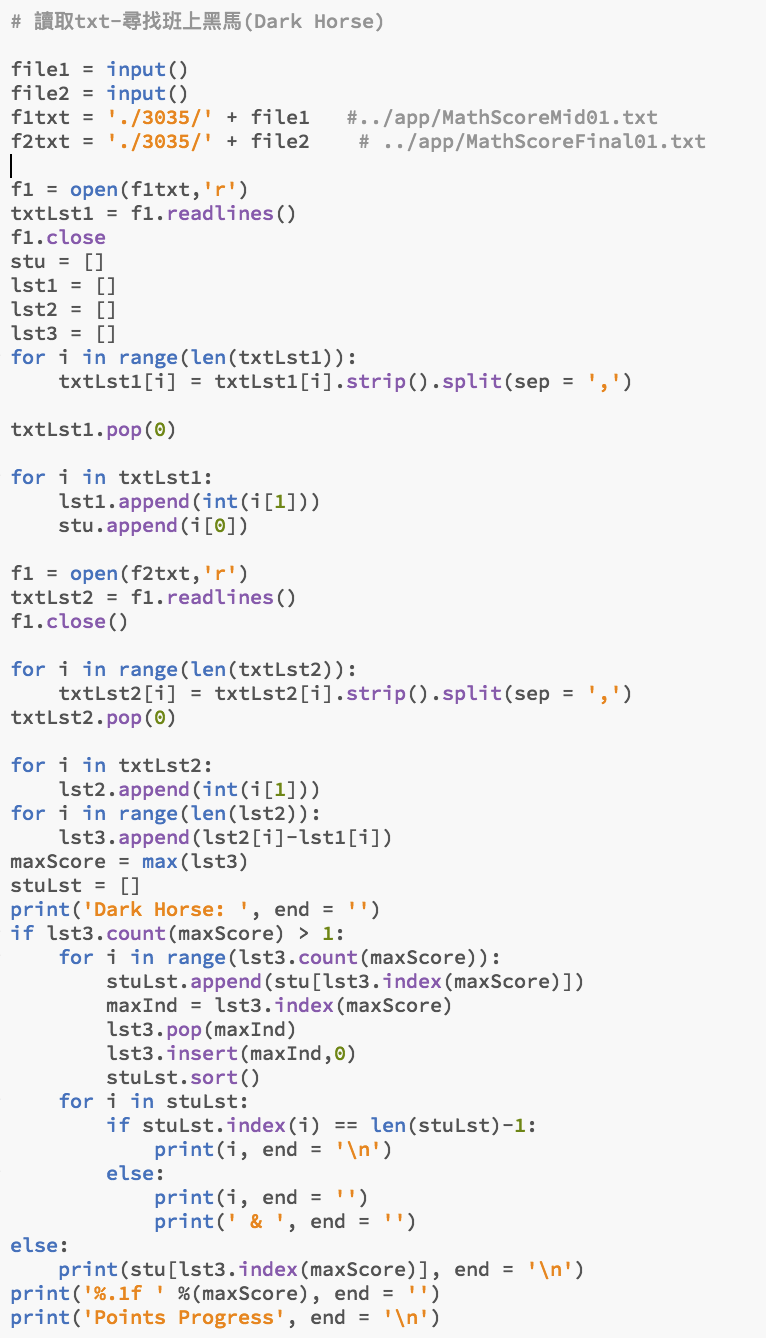 # 讀取txt-尋找班上黑馬(Dark Horse)

file1 = input()
file2 = input()
f1txt = './3035/' + file1   #../app/MathScoreMid01.txt
f2txt = './3035/' + file2    # ../app/MathScoreFinal01.txt

f1 = open(f1txt,'r')
txtLst1 = f1.readlines()
f1.close
stu = []
lst1 = []
lst2 = []
lst3 = []
for i in range(len(txtLst1)):
    txtLst1[i] = txtLst1[i].strip().split(sep = ',')

txtLst1.pop(0)

for i in txtLst1:
    lst1.append(int(i[1]))
    stu.append(i[0])

f1 = open(f2txt,'r')
txtLst2 = f1.readlines()
f1.close()

for i in range(len(txtLst2)):
    txtLst2[i] = txtLst2[i].strip().split(sep = ',')
txtLst2.pop(0)

for i in txtLst2:
    lst2.append(int(i[1]))
for i in range(len(lst2)):
    lst3.append(lst2[i]-lst1[i])
maxScore = max(lst3)
stuLst = []
print('Dark Horse: ', end = '')
if lst3.count(maxScore) > 1:
    for i in range(lst3.count(maxScore)):
        stuLst.append(stu[lst3.index(maxScore)])
        maxInd = lst3.index(maxScore)
        lst3.pop(maxInd)
        lst3.insert(maxInd,0)
        stuLst.sort()
    for i in stuLst:
        if stuLst.index(i) == len(stuLst)-1:
            print(i, end = '\n')
        else:
            print(i, end = '')
            print(' & ', end = '')
else:
    print(stu[lst3.index(maxScore)], end = '\n')
print('%.1f ' %(maxScore), end = '')
print('Points Progress', end = '\n')